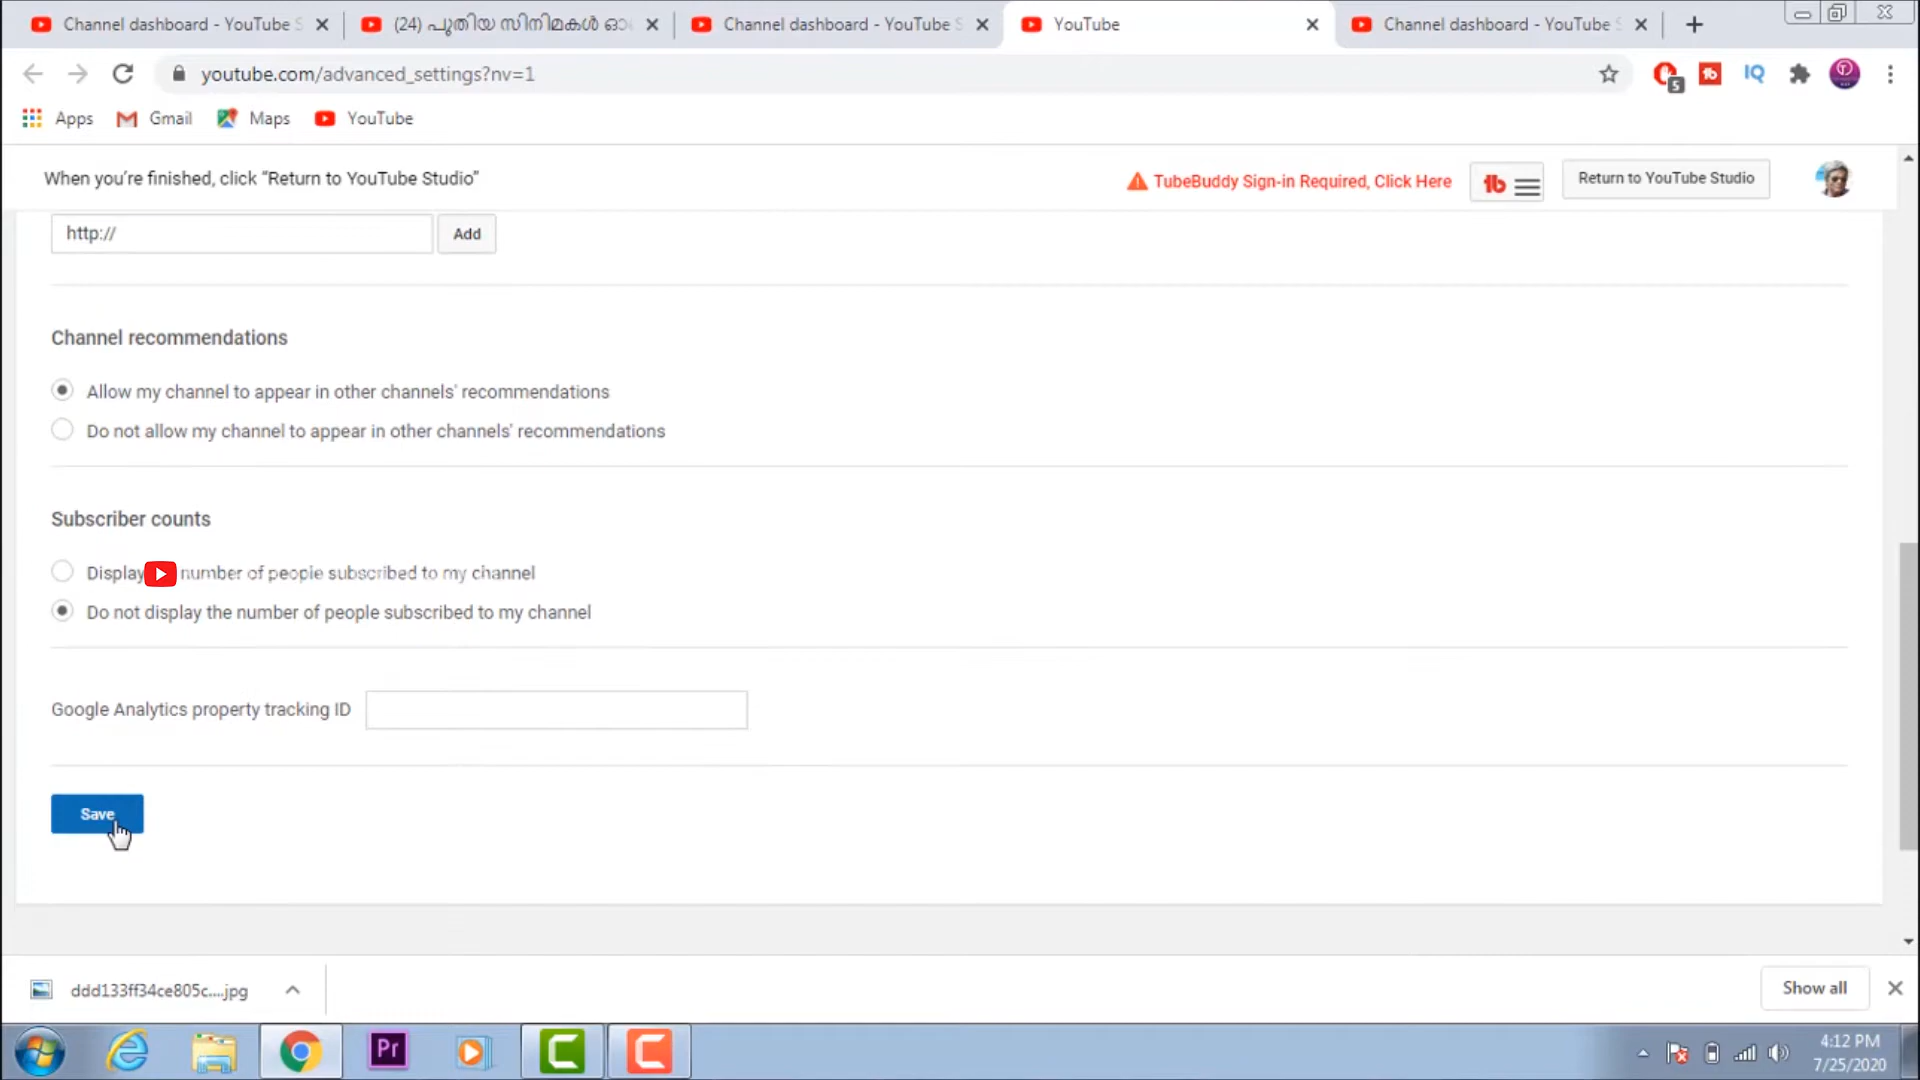 Channel dashboard - YouTube S
(24) പുതിയ സിനിമകൾ ഓ
Channel dashboard - YouTube S
YouTube
Channel dashboard - YouTube S
youtube.com/advanced_settings?nv=1
5
IQ
Apps
Gmail
Maps
YouTube
When you're finished, click “Return to YouTube Studio”
TubeBuddy Sign-in Required, Click Here
Return to YouTube Studio
http://
Add
Channel recommendations
Allow my channel to appear in other channels' recommendations
Do not allow my channel to appear in other channels' recommendations
Subscriber counts
Display number of people subscribed to my channel
Do not display the number of people subscribed to my channel
Google Analytics property tracking ID
Save
ddd133ff34ce805c....jpg
Show all
Pr
4:12 PM
7/25/2020